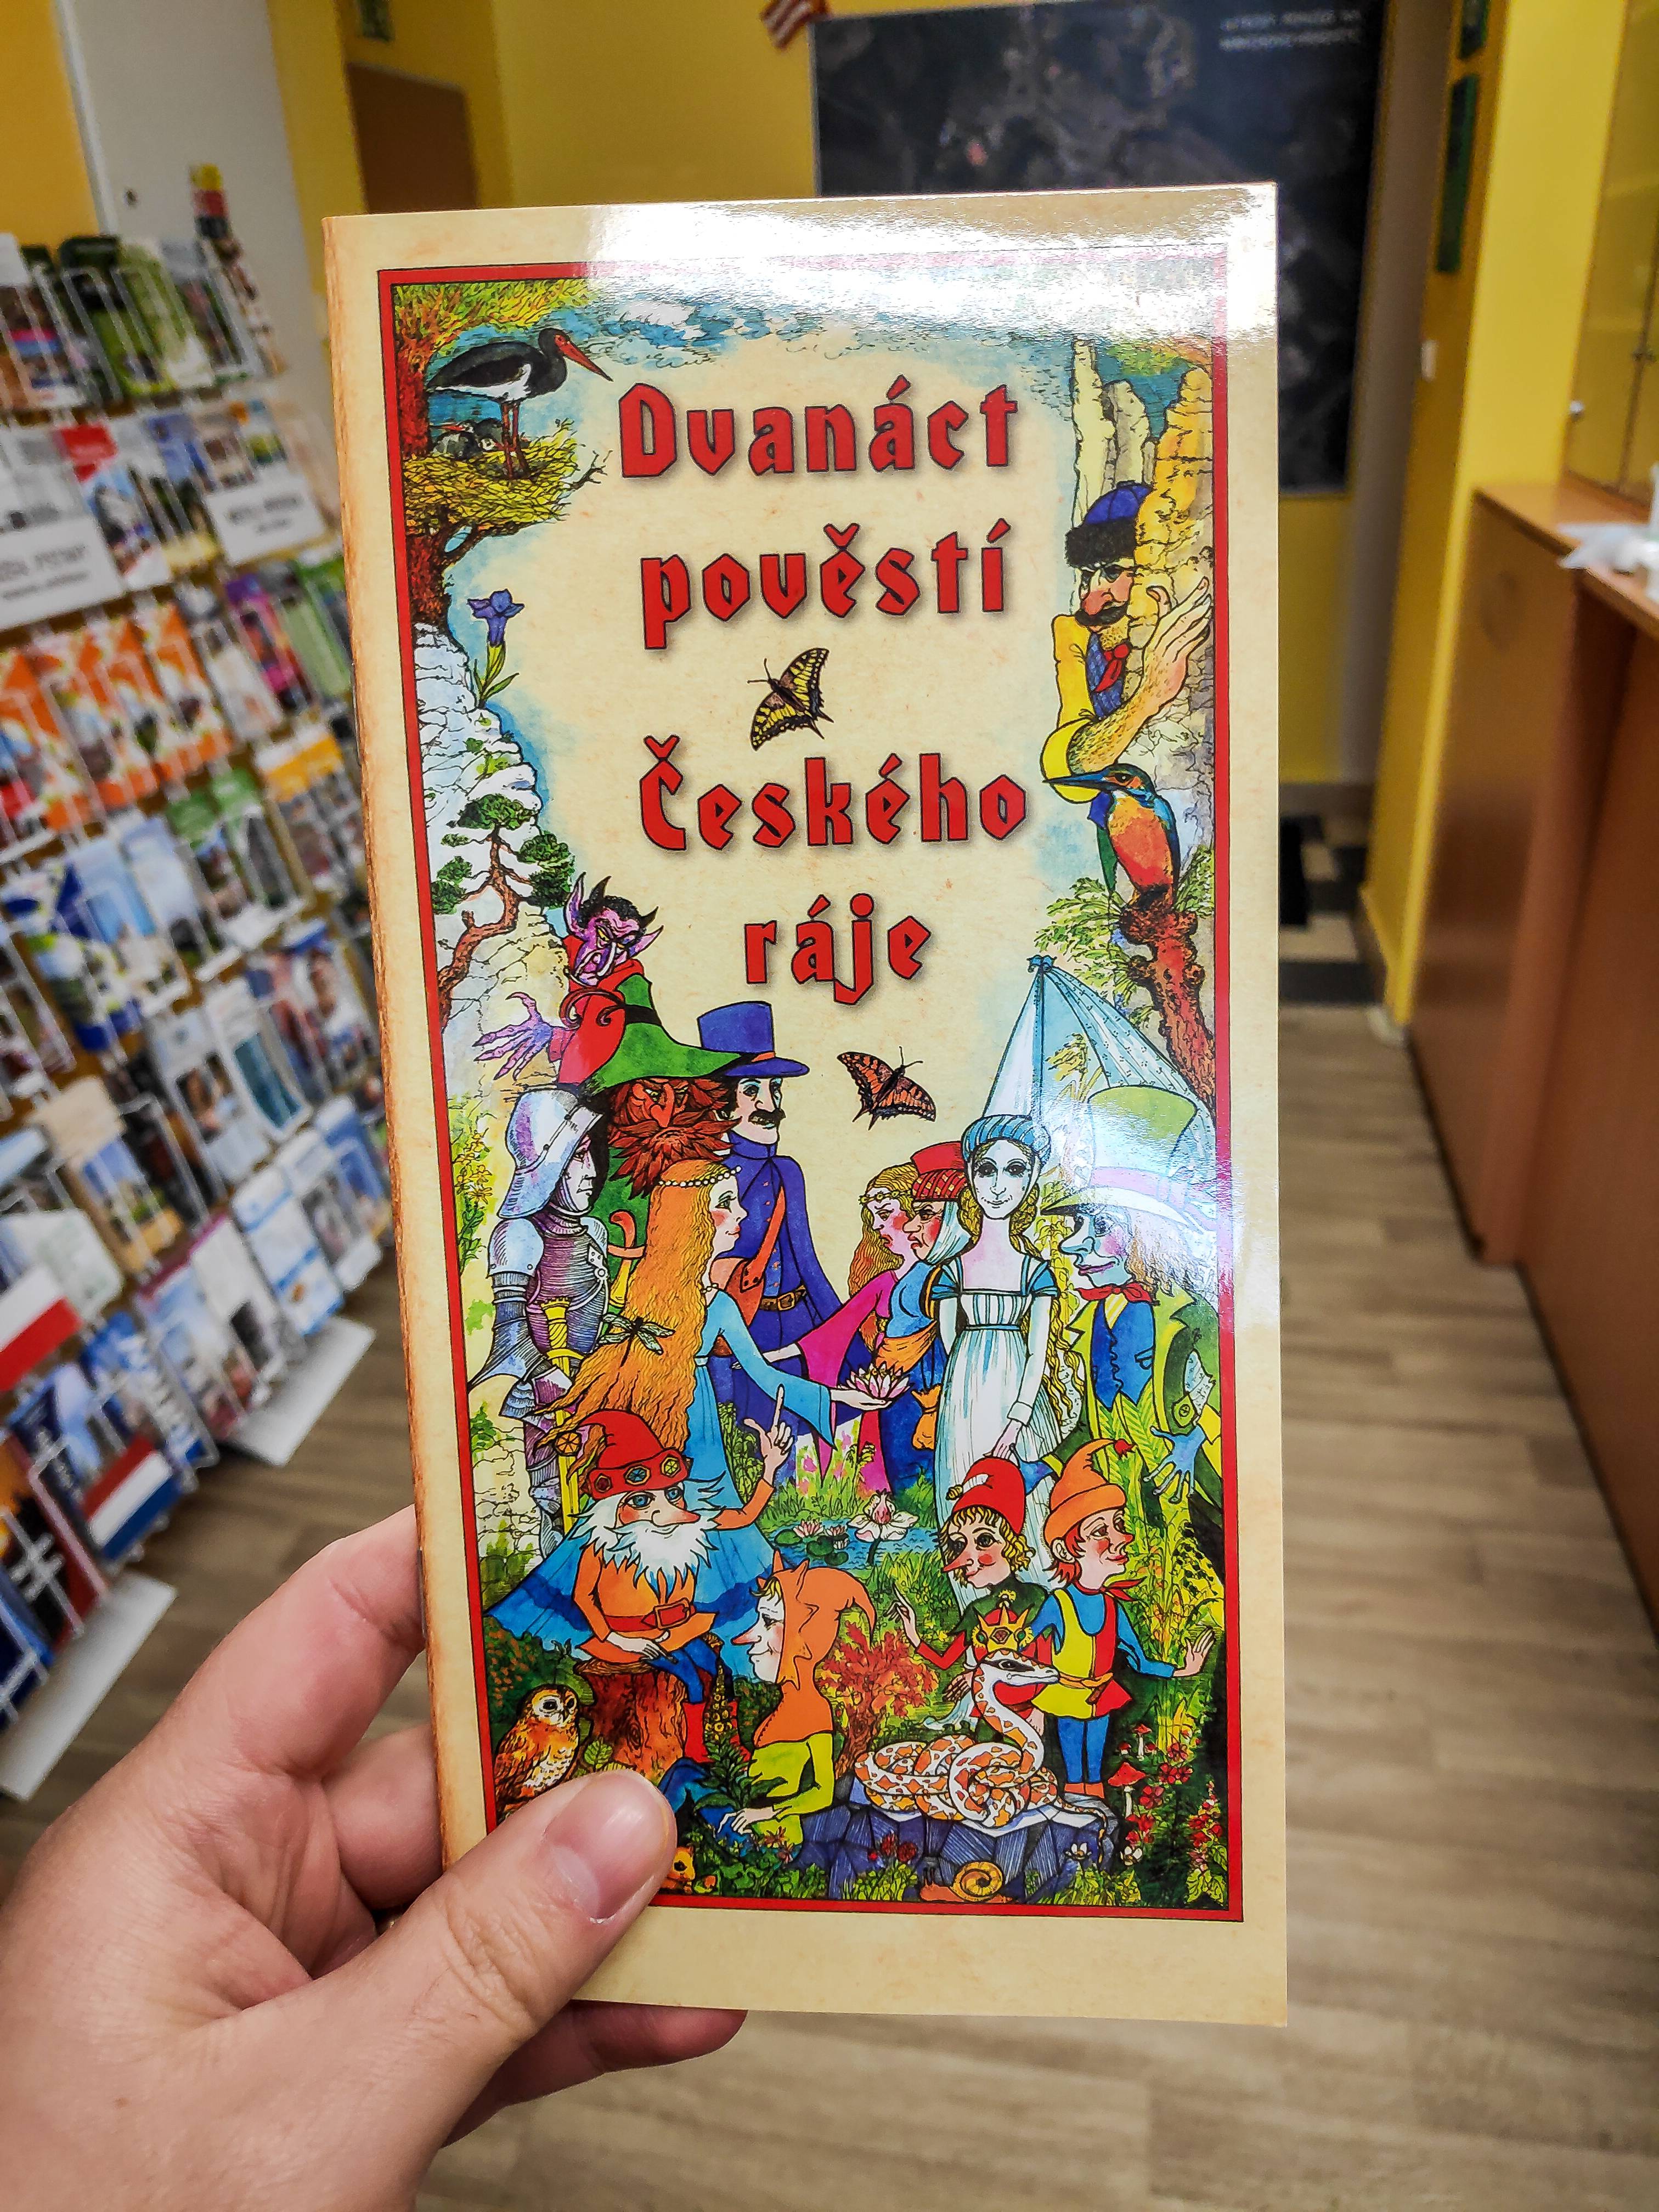 Dvanáct
pověstí
Českého
ráje